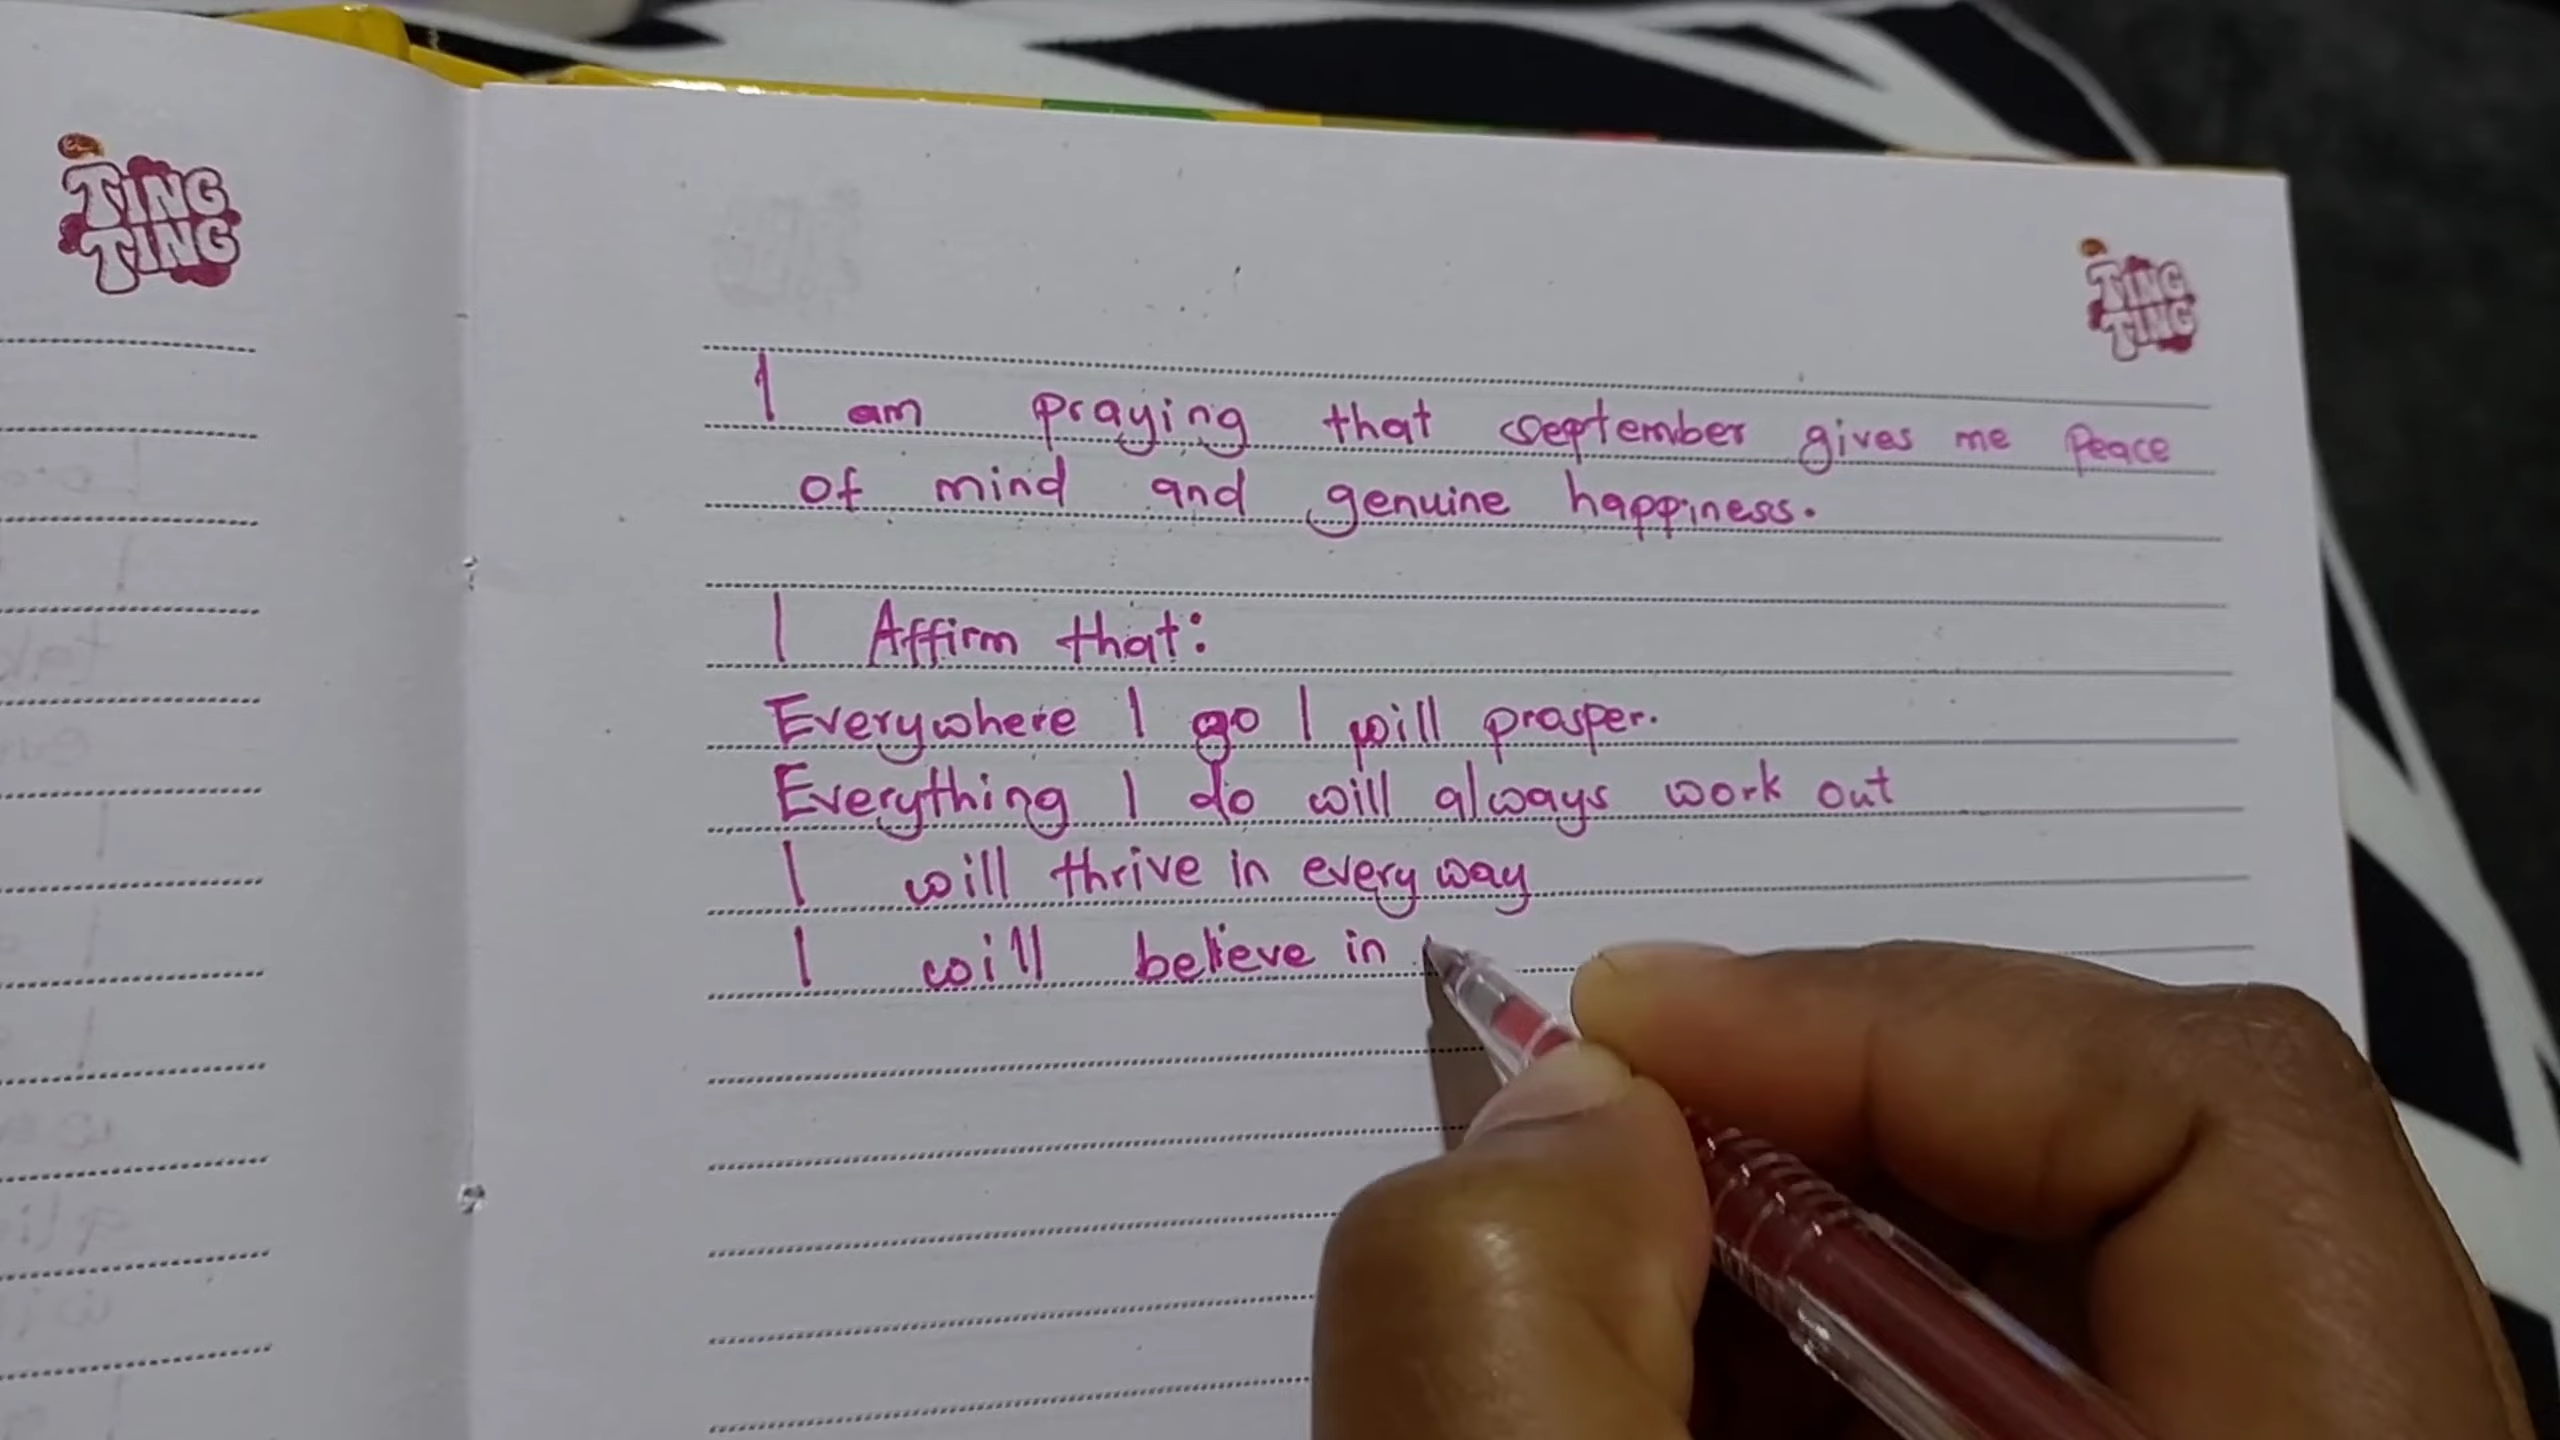 TING
TING
TING
TING
I am praying that september gives me Peace
of mind and genuine happiness.
I Affirm that:
Everywhere I go I will prosper.
Everything I do will always work out
I will thrive in every way
I will believe in